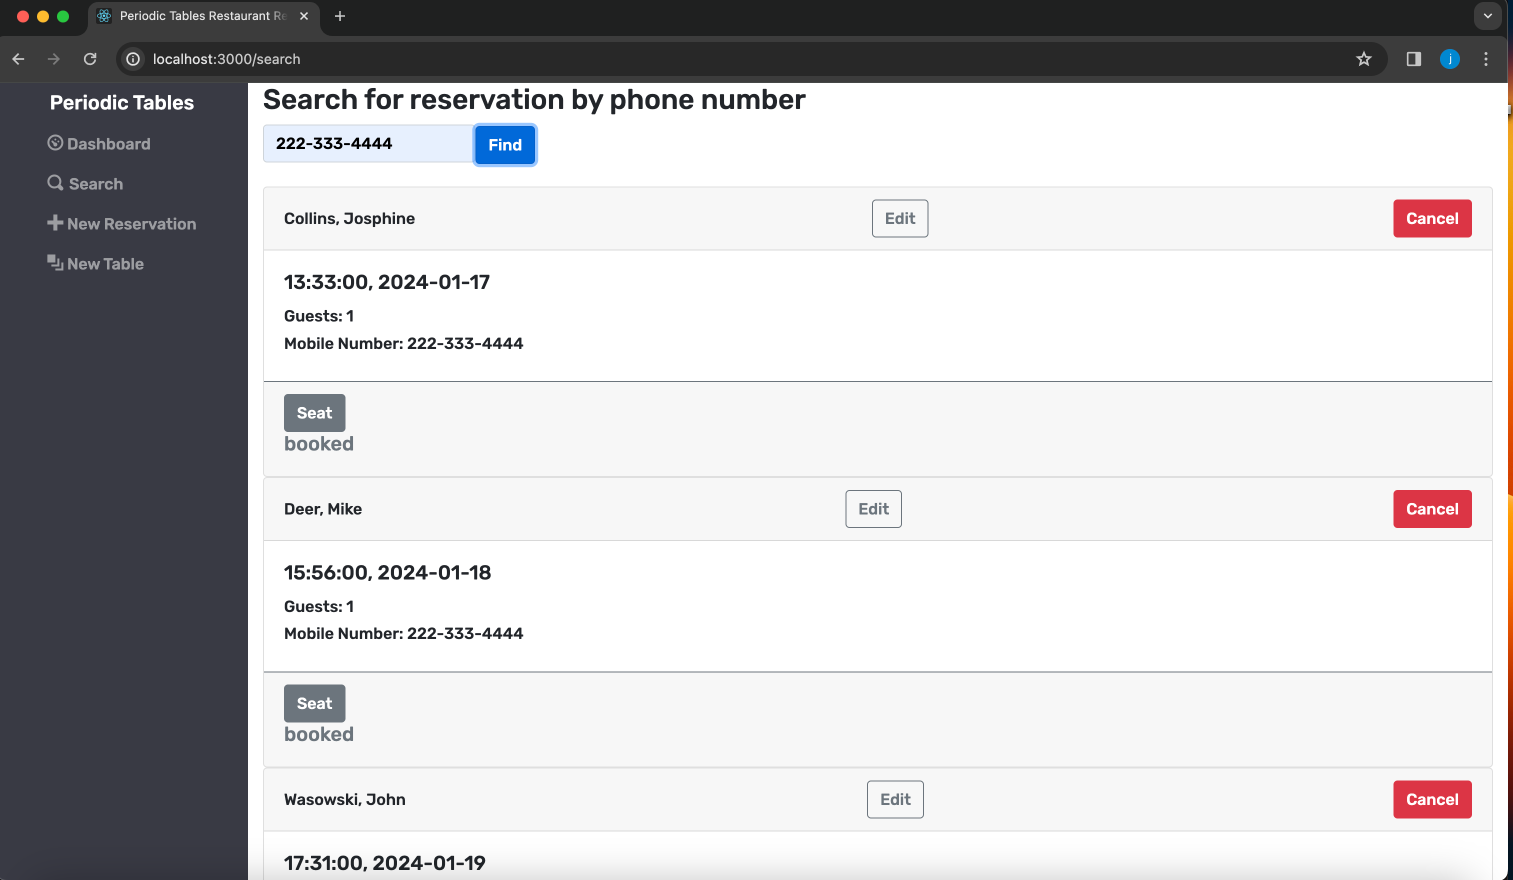 Periodic Tables Restaurant Re
localhost:3000/search
j
Periodic Tables
Dashboard
Search
New Reservation
New Table
Search for reservation by phone number
222-333-4444
Find
Collins, Josphine
Edit
Cancel
13:33:00, 2024-01-17
Guests: 1
Mobile Number: 222-333-4444
Seat
booked
Deer, Mike
Edit
Cancel
15:56:00, 2024-01-18
Guests: 1
Mobile Number: 222-333-4444
Seat
booked
Wasowski, John
Edit
Cancel
17:31:00, 2024-01-19